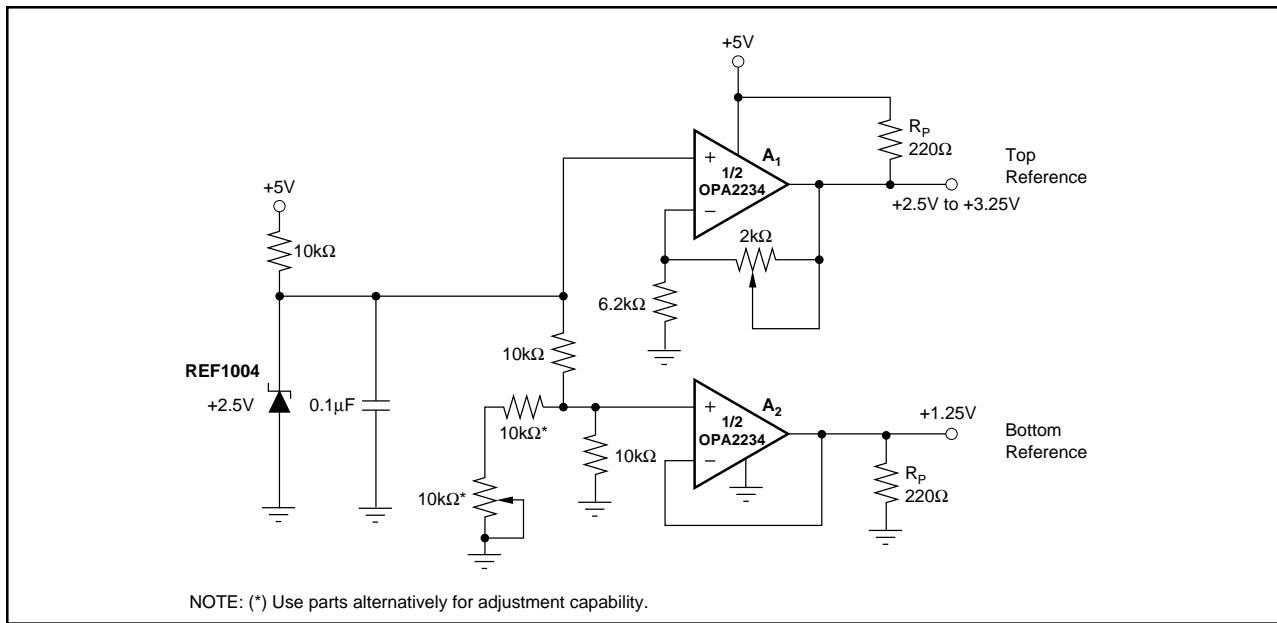 +5V
R_P
220Ω
Top
Reference
+
A_1
1/2
OPA2234
−
+2.5V to +3.25V
+5V
10kΩ
2kΩ
6.2kΩ
10kΩ
REF1004
+2.5V
0.1µF
10kΩ*
+
A_2
1/2
OPA2234
−
+1.25V
Bottom
Reference
10kΩ
R_P
220Ω
10kΩ*
NOTE: (*) Use parts alternatively for adjustment capability.